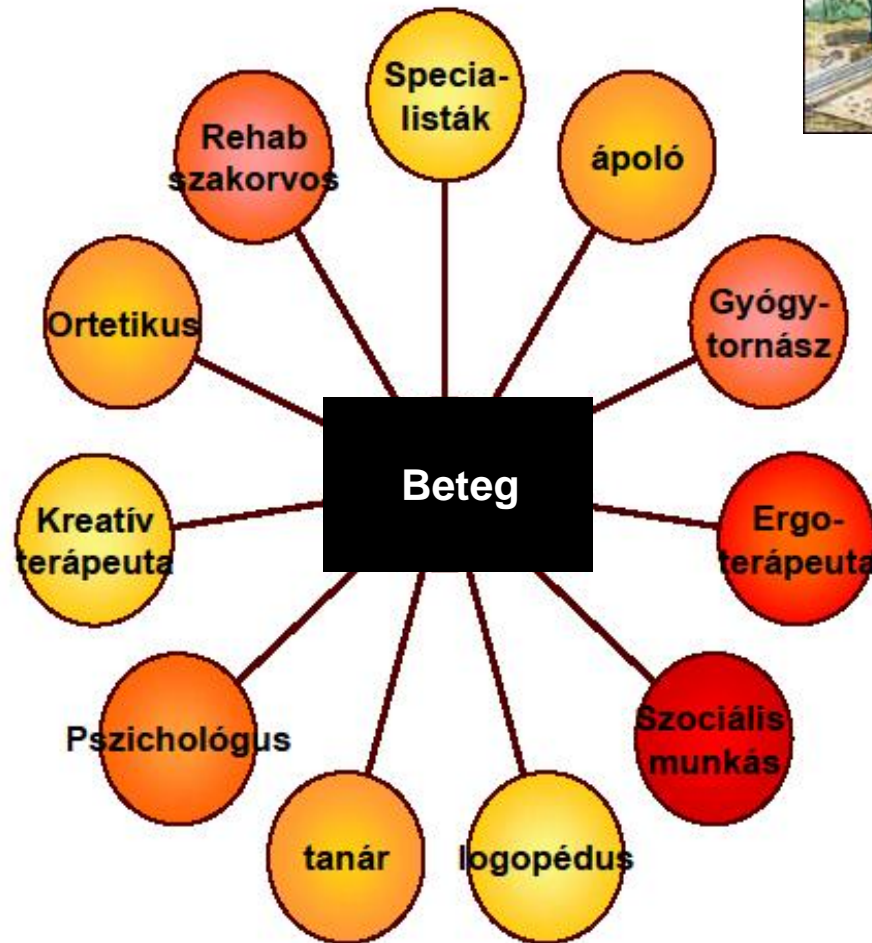 Specia-
listák
Rehab
szakorvos
ápoló
Ortetikus
Gyógy-
tornász
Beteg
Kreatív
terápeuta
Ergo-
terápeuta
Pszichológus
Szociális
munkás
tanár
logopédus